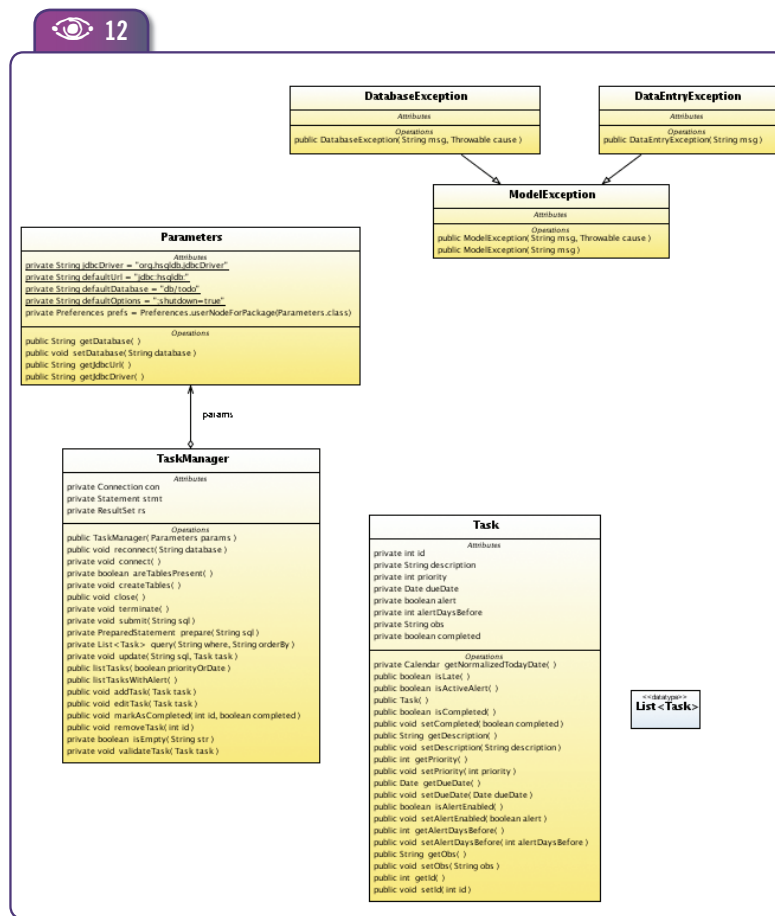 12
DatabaseException
Attributes
Operations
public DatabaseException( String msg, Throwable cause )
DataEntryException
Attributes
Operations
public DataEntryException( String msg )
ModelException
Attributes
Operations
public ModelException( String msg, Throwable cause )
public ModelException( String msg )
Parameters
Attributes
private String jdbcDriver = "org.hsqldb.jdbcDriver"
private String defaultUrl = "jdbc:hsqldb:"
private String defaultDatabase = "db/todo"
private String defaultOptions = ";shutdown=true"
private Preferences prefs = Preferences.userNodeForPackage(Parameters.class)
Operations
public String getDatabase( )
public void setDatabase( String database )
public String getJdbcUrl( )
public String getJdbcDriver( )
params
TaskManager
Attributes
private Connection con
private Statement stmt
private ResultSet rs
Operations
public TaskManager( Parameters params )
public void reconnect( String database )
private void connect( )
private boolean areTablesPresent( )
private void createTables( )
public void close( )
private void terminate( )
private void submit( String sql )
private PreparedStatement prepare( String sql )
private List<Task> query( String where, String orderBy )
private void update( String sql, Task task )
public listTasks( boolean priorityOrDate )
public listTasksWithAlert( )
public void addTask( Task task )
public void editTask( Task task )
public void markAsCompleted( int id, boolean completed )
public void removeTask( int id )
private boolean isEmpty( String str )
private void validateTask( Task task )
Task
Attributes
private int id
private String description
private int priority
private Date dueDate
private boolean alert
private int alertDaysBefore
private String obs
private boolean completed
Operations
private Calendar getNormalizedTodayDate( )
public boolean isLate( )
public boolean isActiveAlert( )
public Task( )
public boolean isCompleted( )
public void setCompleted( boolean completed )
public String getDescription( )
public void setDescription( String description )
public int getPriority( )
public void setPriority( int priority )
public Date getDueDate( )
public void setDueDate( Date dueDate )
public boolean isAlertEnabled( )
public void setAlertEnabled( boolean alert )
public int getAlertDaysBefore( )
public void setAlertDaysBefore( int alertDaysBefore )
public String getObs( )
public void setObs( String obs )
public int getId( )
public void setId( int id )
<<datatype>>
List<Task>